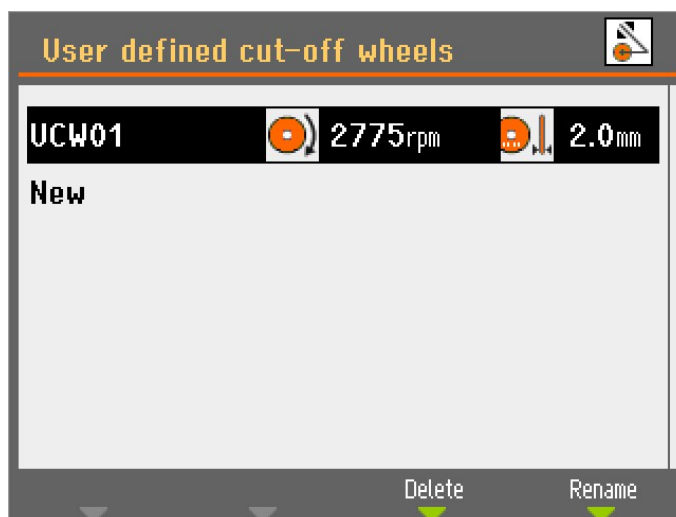 User defined cut-off wheels
UCW01 2775rpm 2.0mm
New
Delete Rename